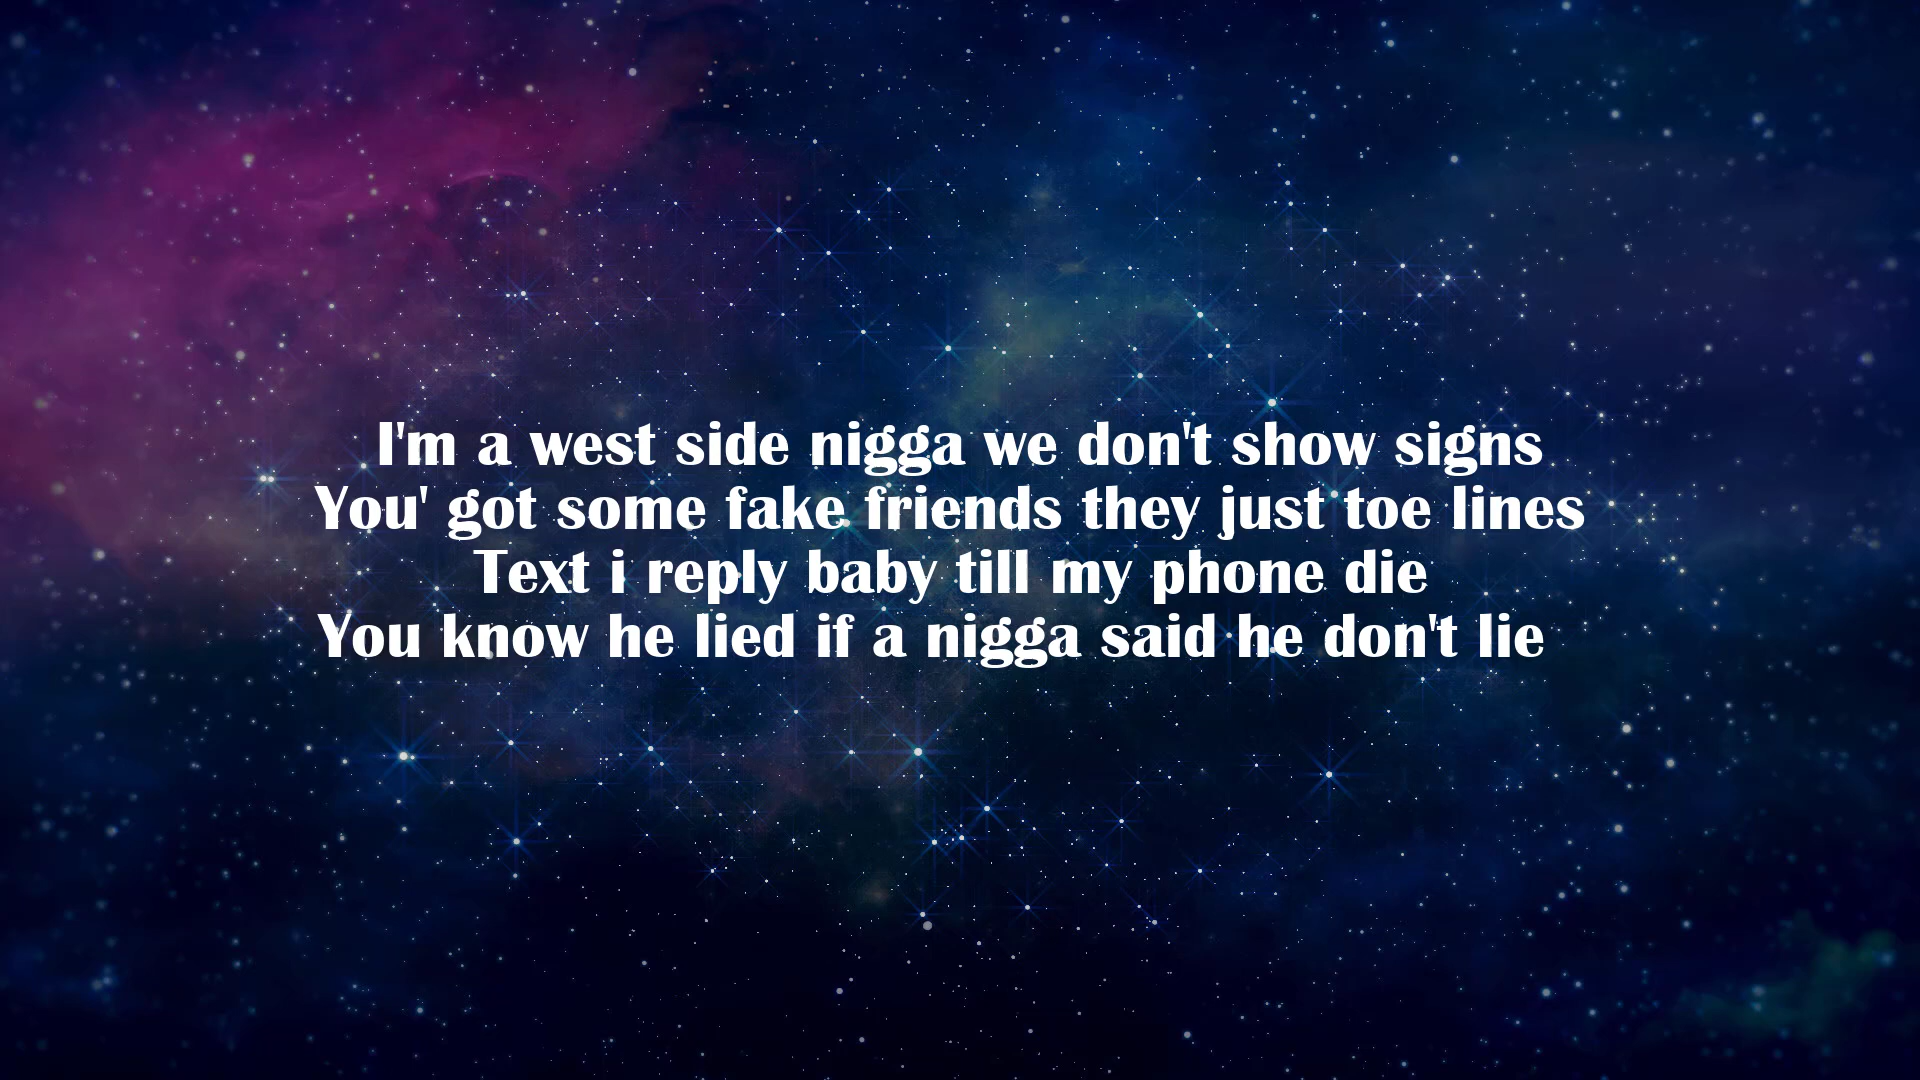 I'm a west side nigga we don't show signs
You' got some fake friends they just toe lines
Text i reply baby till my phone die
You know he lied if a nigga said he don't lie